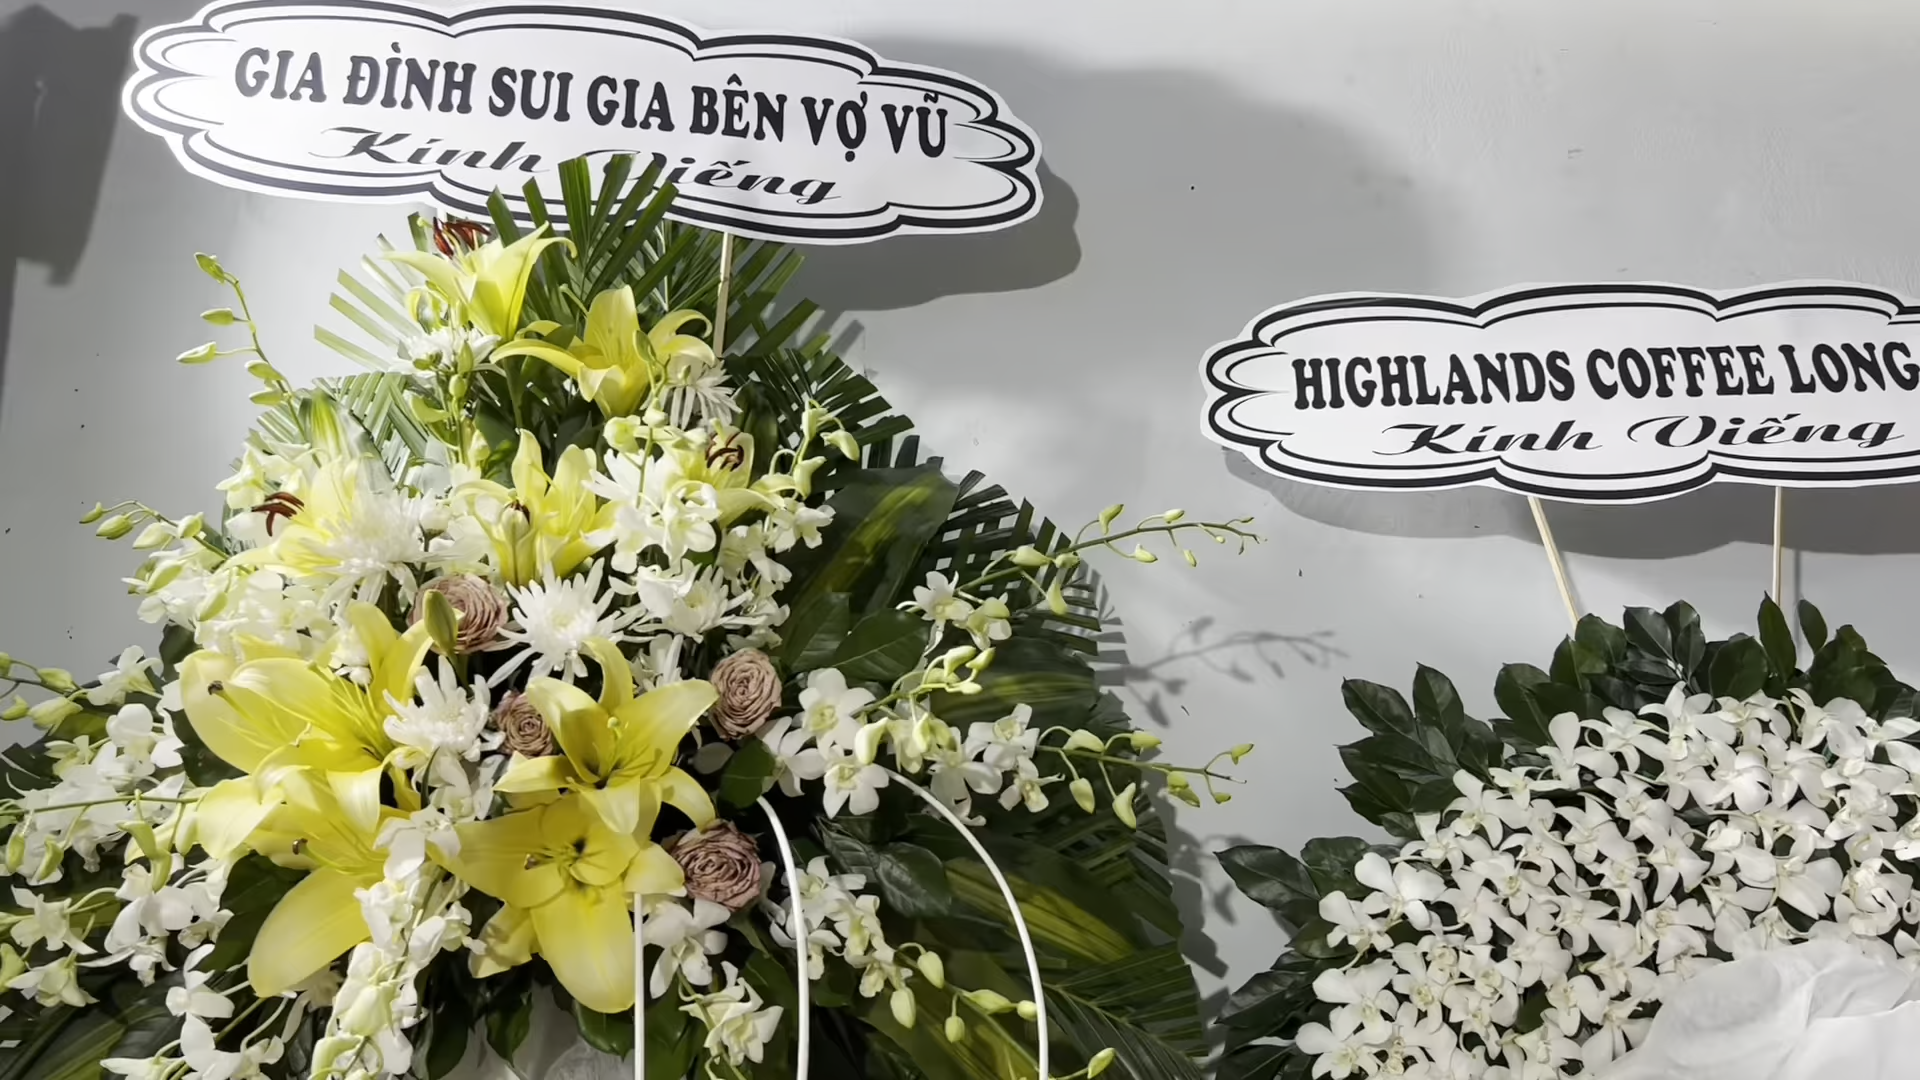 GIA ĐÌNH SUI GIA BÊN VỢ VŨ
Kính Viếng
HIGHLANDS COFFEE LONG
Kính Viếng